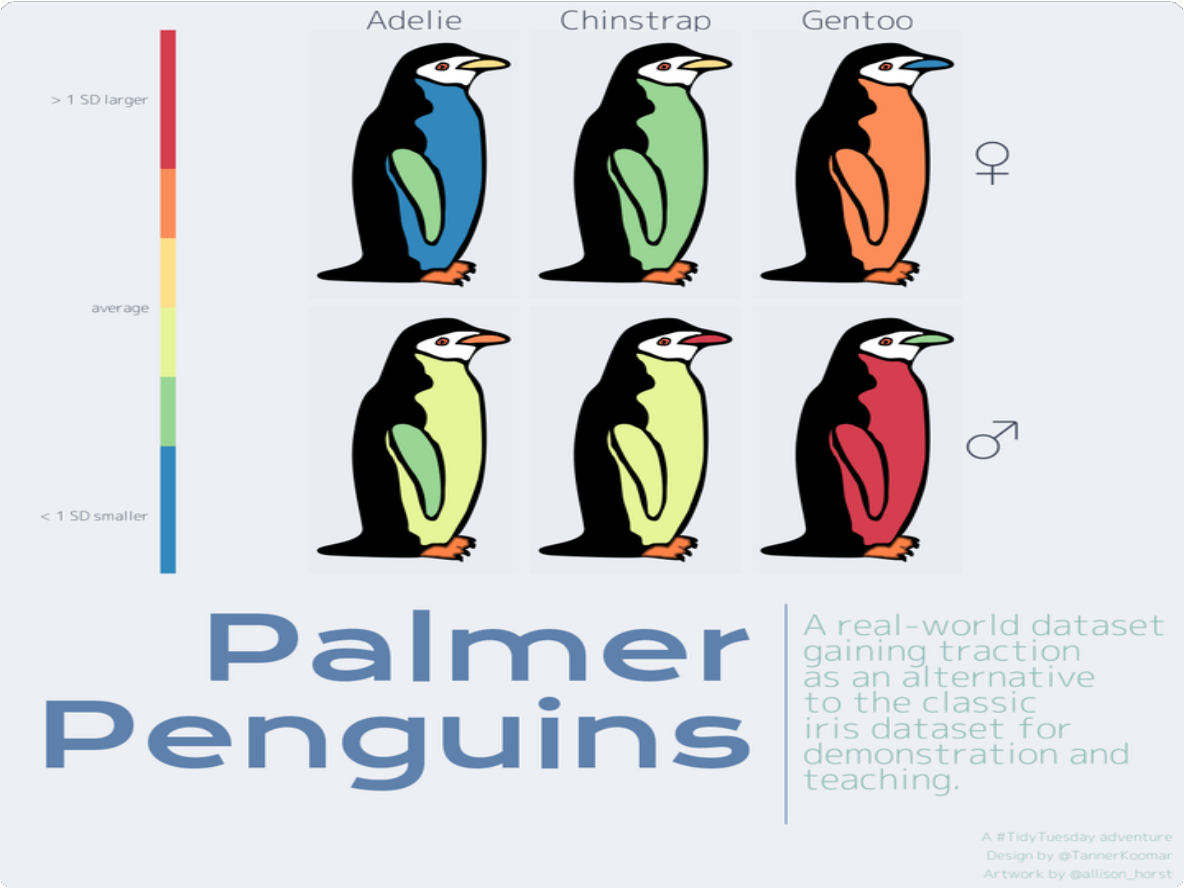 Adelie Chinstrap Gentoo
> 1 SD larger
♀
average
♂
< 1 SD smaller
Palmer
Penguins
A real-world dataset
gaining traction
as an alternative
to the classic
iris dataset for
demonstration and
teaching.
A #TidyTuesday adventure
Design by @TannerKoomar
Artwork by @allison_horst